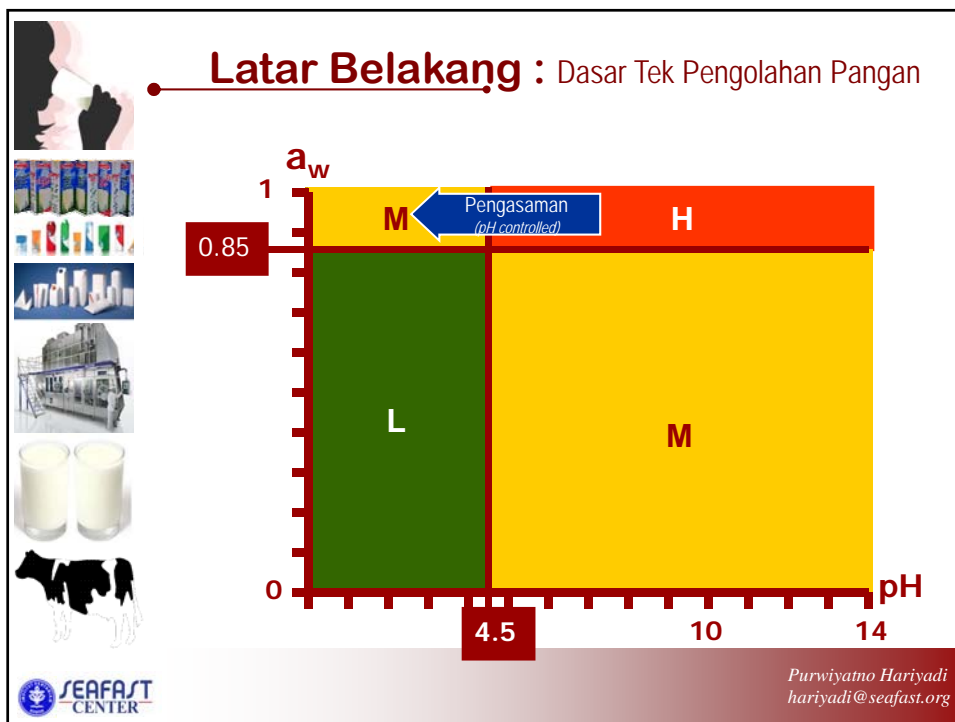 Latar Belakang : Dasar Tek Pengolahan Pangan
aw
1
M
Pengasaman
(pH controlled)
H
0.85
L
M
0
pH
4.5
10
14
SEAFAST
CENTER
Purwiyatno Hariyadi
hariyadi@seafast.org